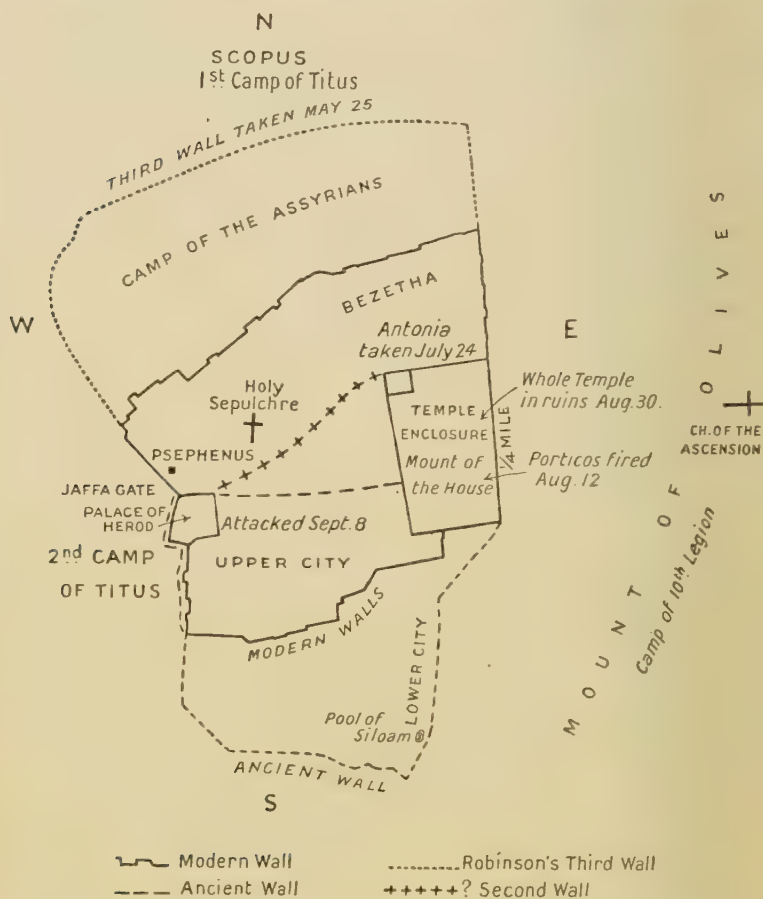 N
SCOPUS
1st Camp of Titus
THIRD WALL TAKEN MAY 25
CAMP OF THE ASSYRIANS
BEZETHA
W
E
Antonia
taken July 24
Holy
Sepulchre
PSEPHENUS
TEMPLE
ENCLOSURE
Mount of
the House
1/4 MILE
Whole Temple
in ruins Aug. 30.
Porticos fired
Aug. 12
MOUNT OF OLIVES
CH. OF THE
ASCENSION
Camp of 10th Legion
JAFFA GATE
PALACE OF
HEROD
Attacked Sept. 8
2nd CAMP
OF TITUS
UPPER CITY
MODERN WALLS
LOWER CITY
Pool of
Siloam
ANCIENT WALL
S
Modern Wall
Robinson's Third Wall
Ancient Wall
? Second Wall